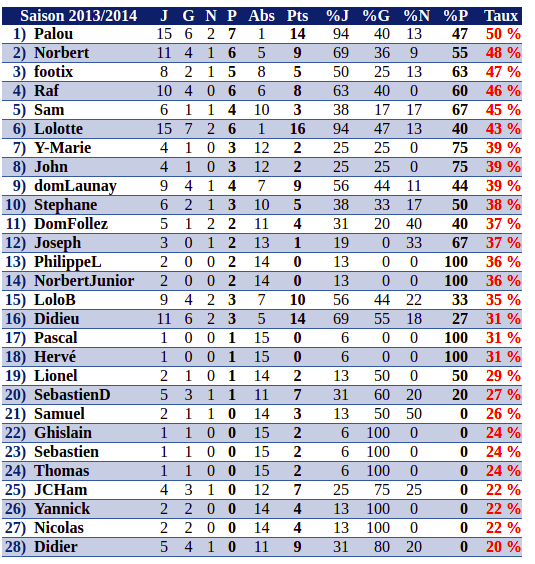 Saison 2013/2014 J G N P Abs Pts %J %G %N %P Taux
1) Palou 15 6 2 7 1 14 94 40 13 47 50 %
2) Norbert 11 4 1 6 5 9 69 36 9 55 48 %
3) footix 8 2 1 5 8 5 50 25 13 63 47 %
4) Raf 10 4 0 6 6 8 63 40 0 60 46 %
5) Sam 6 1 1 4 10 3 38 17 17 67 45 %
6) Lolotte 15 7 2 6 1 16 94 47 13 40 43 %
7) Y-Marie 4 1 0 3 12 2 25 25 0 75 39 %
8) John 4 1 0 3 12 2 25 25 0 75 39 %
9) domLaunay 9 4 1 4 7 9 56 44 11 44 39 %
10) Stephane 6 2 1 3 10 5 38 33 17 50 38 %
11) DomFollez 5 1 2 2 11 4 31 20 40 40 37 %
12) Joseph 3 0 1 2 13 1 19 0 33 67 37 %
13) PhilippeL 2 0 0 2 14 0 13 0 0 100 36 %
14) NorbertJunior 2 0 0 2 14 0 13 0 0 100 36 %
15) LoloB 9 4 2 3 7 10 56 44 22 33 35 %
16) Didieu 11 6 2 3 5 14 69 55 18 27 31 %
17) Pascal 1 0 0 1 15 0 6 0 0 100 31 %
18) Hervé 1 0 0 1 15 0 6 0 0 100 31 %
19) Lionel 2 1 0 1 14 2 13 50 0 50 29 %
20) SebastienD 5 3 1 1 11 7 31 60 20 20 27 %
21) Samuel 2 1 1 0 14 3 13 50 50 0 26 %
22) Ghislain 1 1 0 0 15 2 6 100 0 0 24 %
23) Sebastien 1 1 0 0 15 2 6 100 0 0 24 %
24) Thomas 1 1 0 0 15 2 6 100 0 0 24 %
25) JCHam 4 3 1 0 12 7 25 75 25 0 22 %
26) Yannick 2 2 0 0 14 4 13 100 0 0 22 %
27) Nicolas 2 2 0 0 14 4 13 100 0 0 22 %
28) Didier 5 4 1 0 11 9 31 80 20 0 20 %